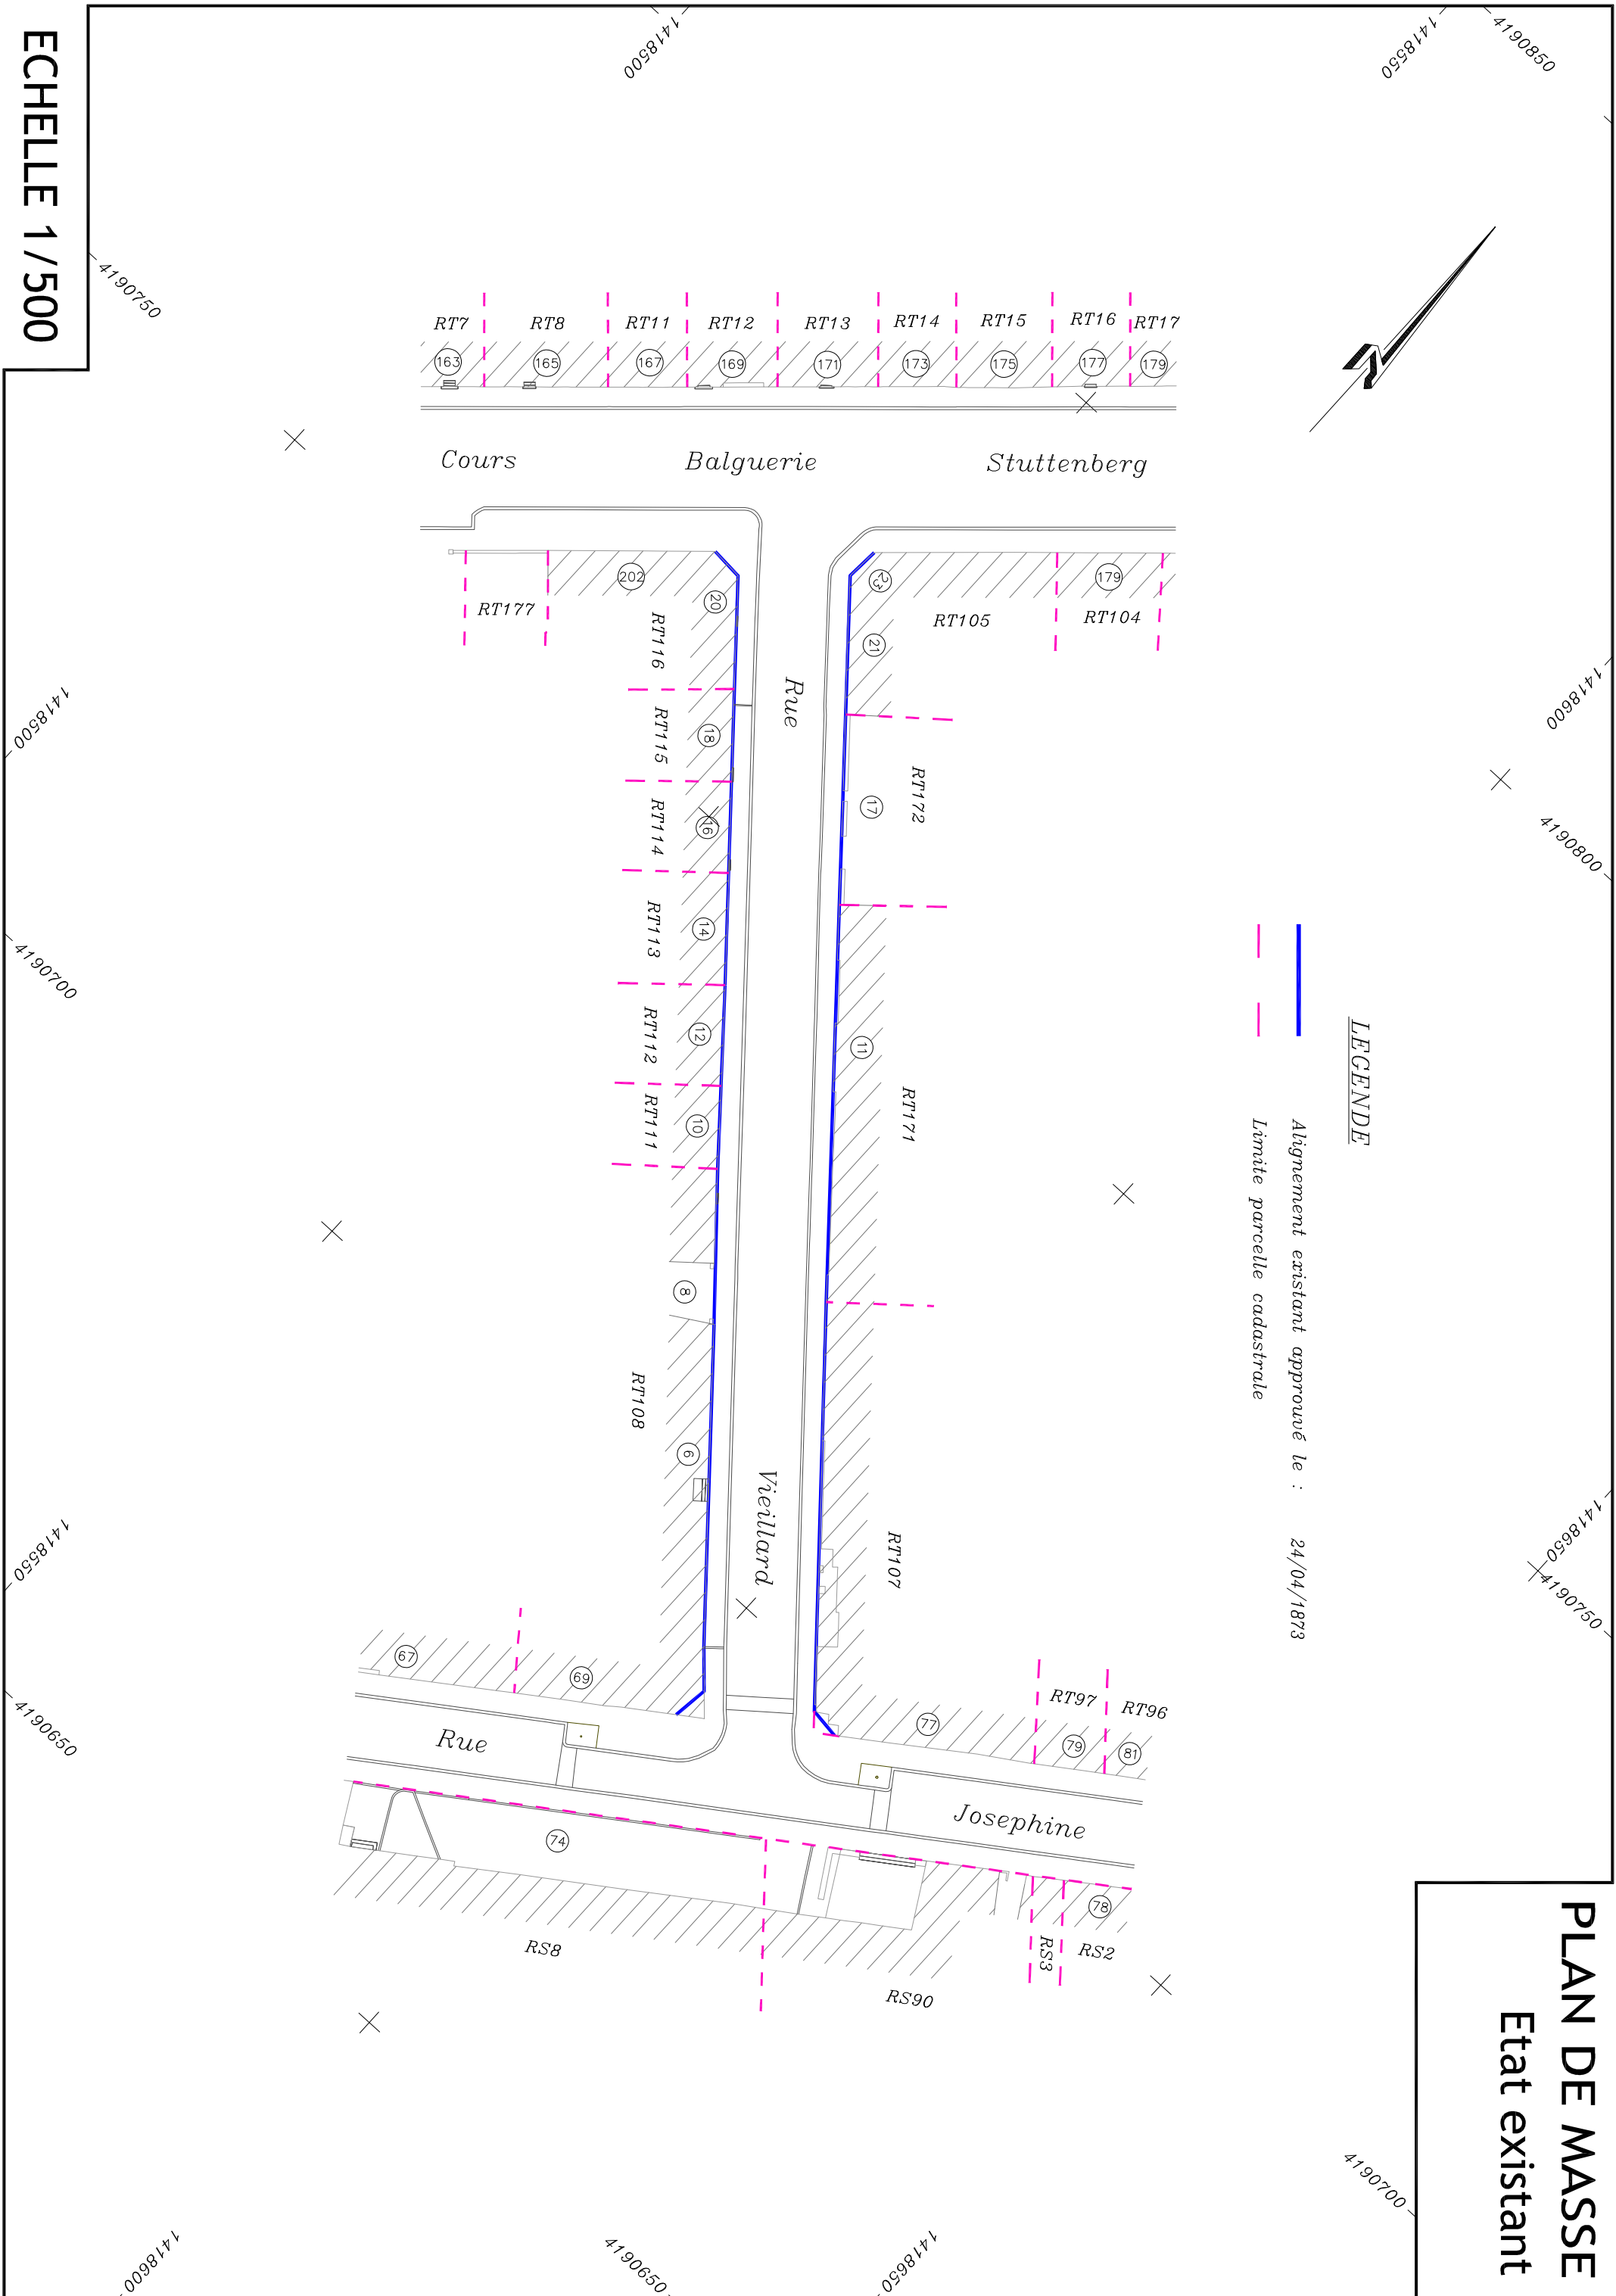 PLAN DE MASSE
Etat existant
ECHELLE 1/500
LEGENDE
Alignement existant approuvé le : 24/04/1873
Limite parcelle cadastrale
N
1418500
1418550
4190850
4190750
RT7
RT8
RT11
RT12
RT13
RT14
RT15
RT16
RT17
163
165
167
169
171
173
175
177
179
Cours Balguerie Stuttenberg
202
20
23
179
RT177
RT116
21
RT105
RT104
Rue Vieillard
1418500
1418600
18
RT115
17
RT172
16
RT114
4190800
14
RT113
4190700
12
RT112
11
RT171
10
RT111
8
RT108
6
RT107
1418550
1418650
4190750
67
69
77
RT97
RT96
79
81
4190650
Rue Josephine
74
78
RS8
RS90
RS3
RS2
4190700
1418600
4190650
1418650